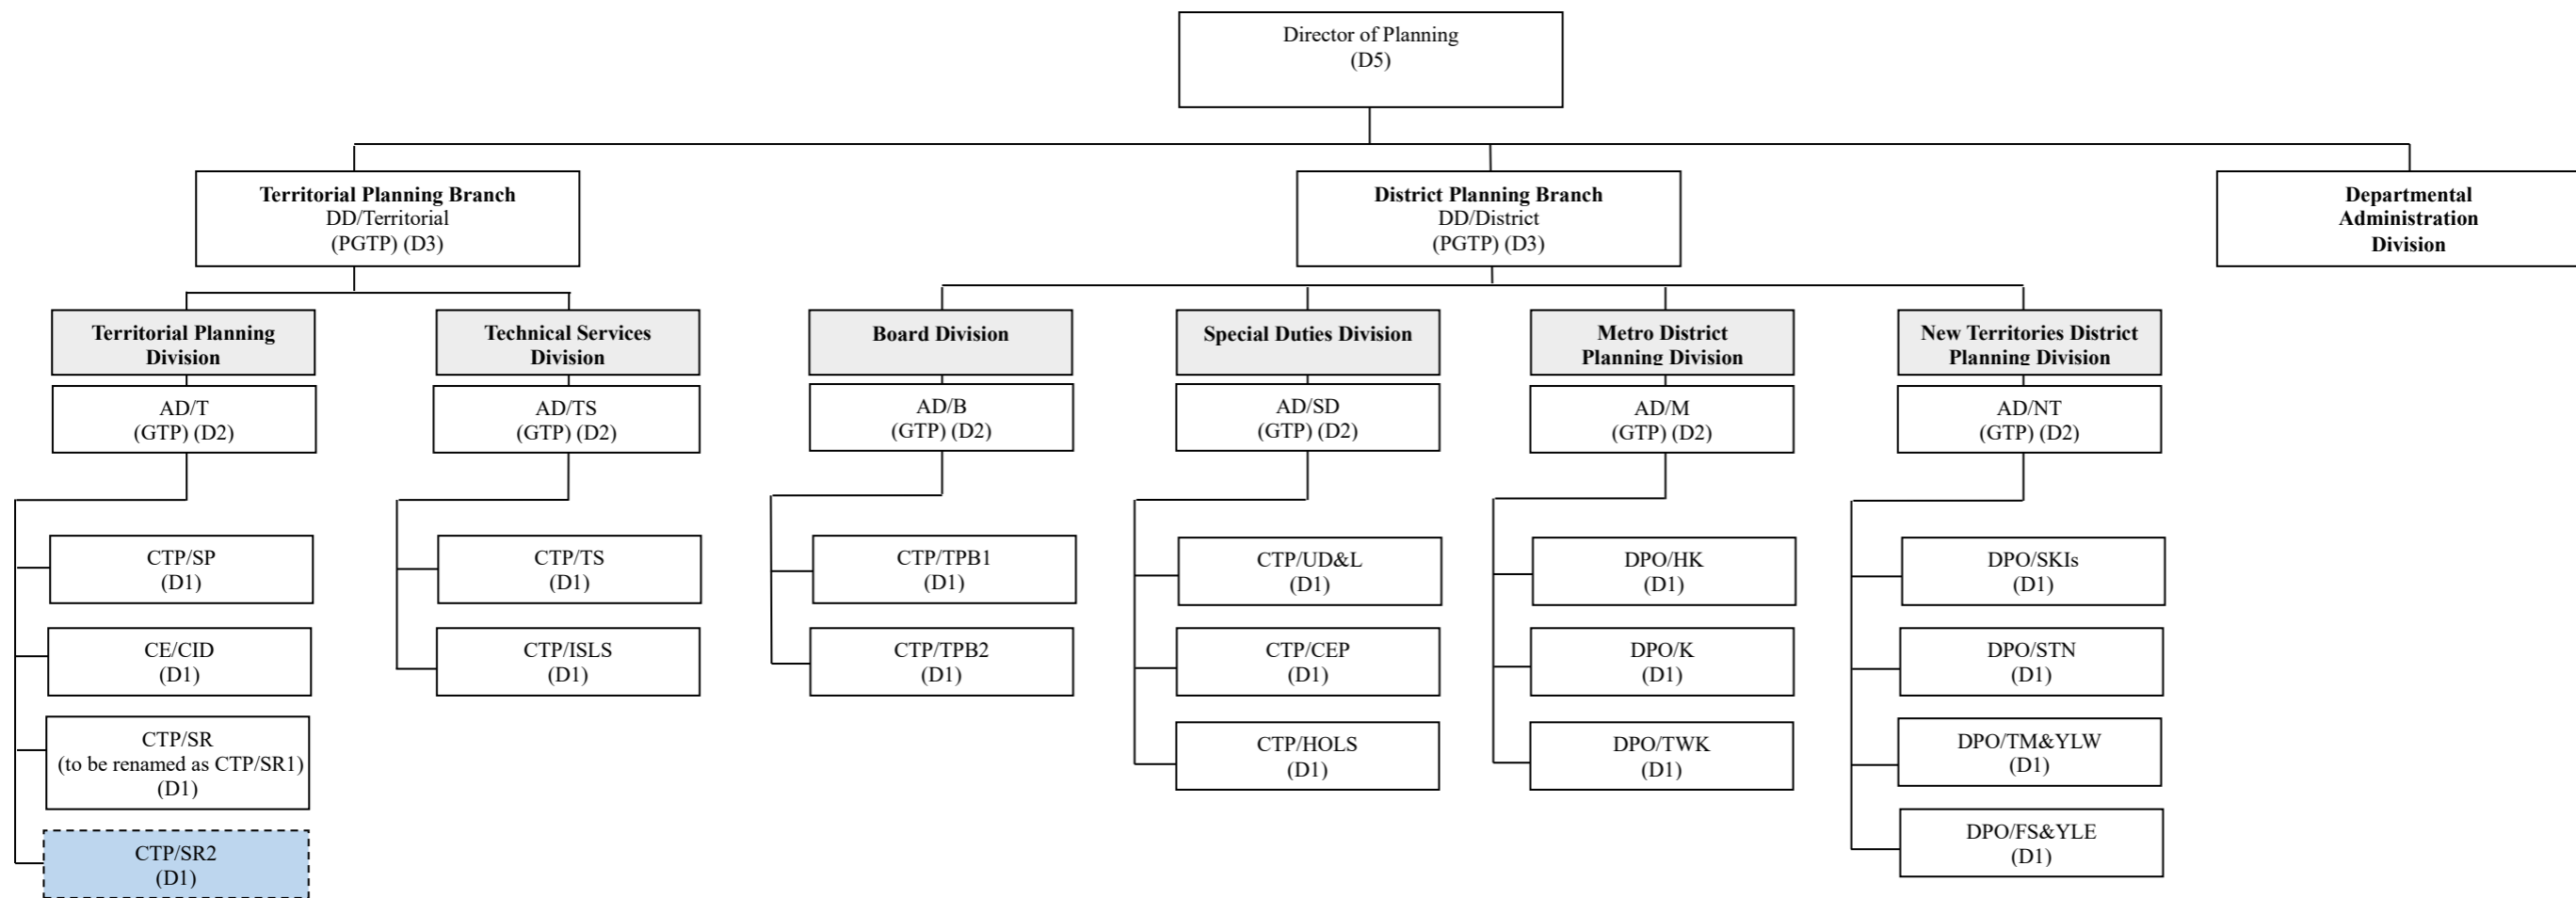 Director of Planning
(D5)
Territorial Planning Branch
DD/Territorial
(PGTP) (D3)
District Planning Branch
DD/District
(PGTP) (D3)
Departmental
Administration
Division
Territorial Planning
Division
Technical Services
Division
Board Division
Special Duties Division
Metro District
Planning Division
New Territories District
Planning Division
AD/T
(GTP) (D2)
AD/TS
(GTP) (D2)
AD/B
(GTP) (D2)
AD/SD
(GTP) (D2)
AD/M
(GTP) (D2)
AD/NT
(GTP) (D2)
CTP/SP
(D1)
CTP/TS
(D1)
CTP/TPB1
(D1)
CTP/UD&L
(D1)
DPO/HK
(D1)
DPO/SKIs
(D1)
CE/CID
(D1)
CTP/ISLS
(D1)
CTP/TPB2
(D1)
CTP/CEP
(D1)
DPO/K
(D1)
DPO/STN
(D1)
CTP/SR
(to be renamed as CTP/SR1)
(D1)
CTP/HOLS
(D1)
DPO/TWK
(D1)
DPO/TM&YLW
(D1)
CTP/SR2
(D1)
DPO/FS&YLE
(D1)